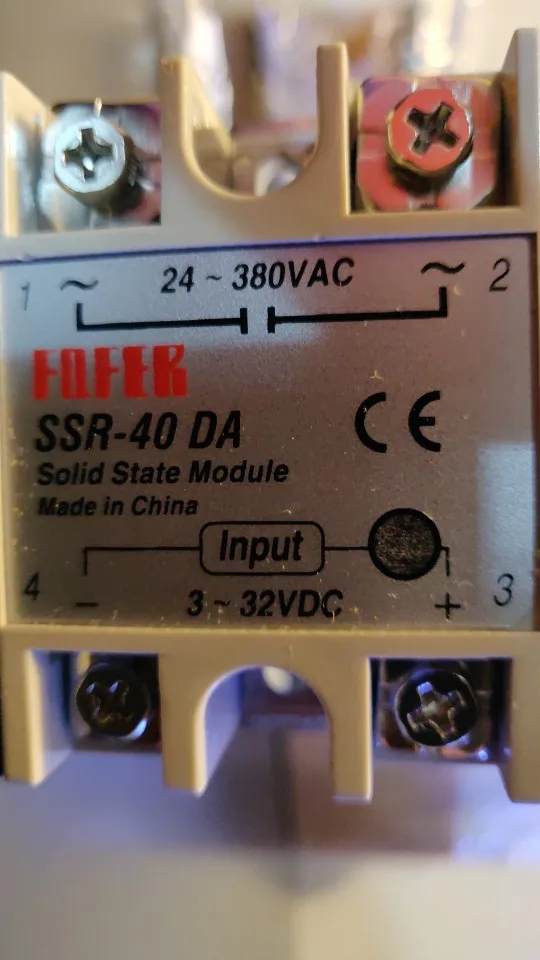 1 ~ 24 ~ 380VAC ~ 2
FQFER
SSR-40 DA
CE
Solid State Module
Made in China
Input
4 - 3 ~ 32VDC + 3